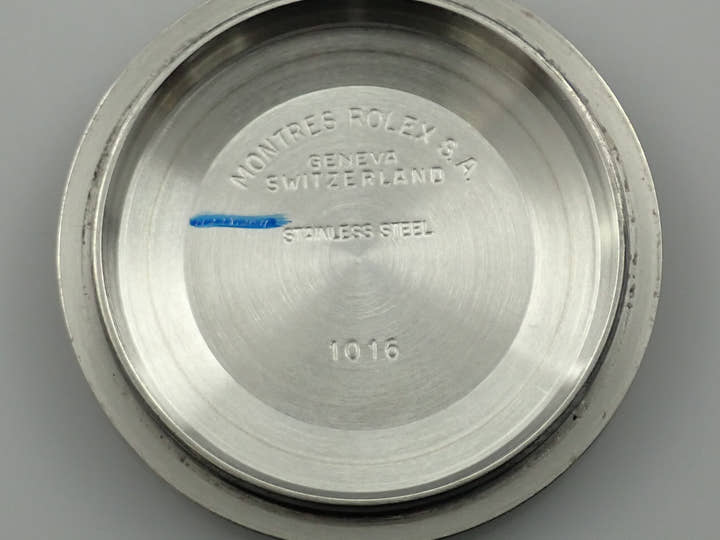 MONTRES ROLEX S.A.
GENEVA
SWITZERLAND
STAINLESS STEEL
1016